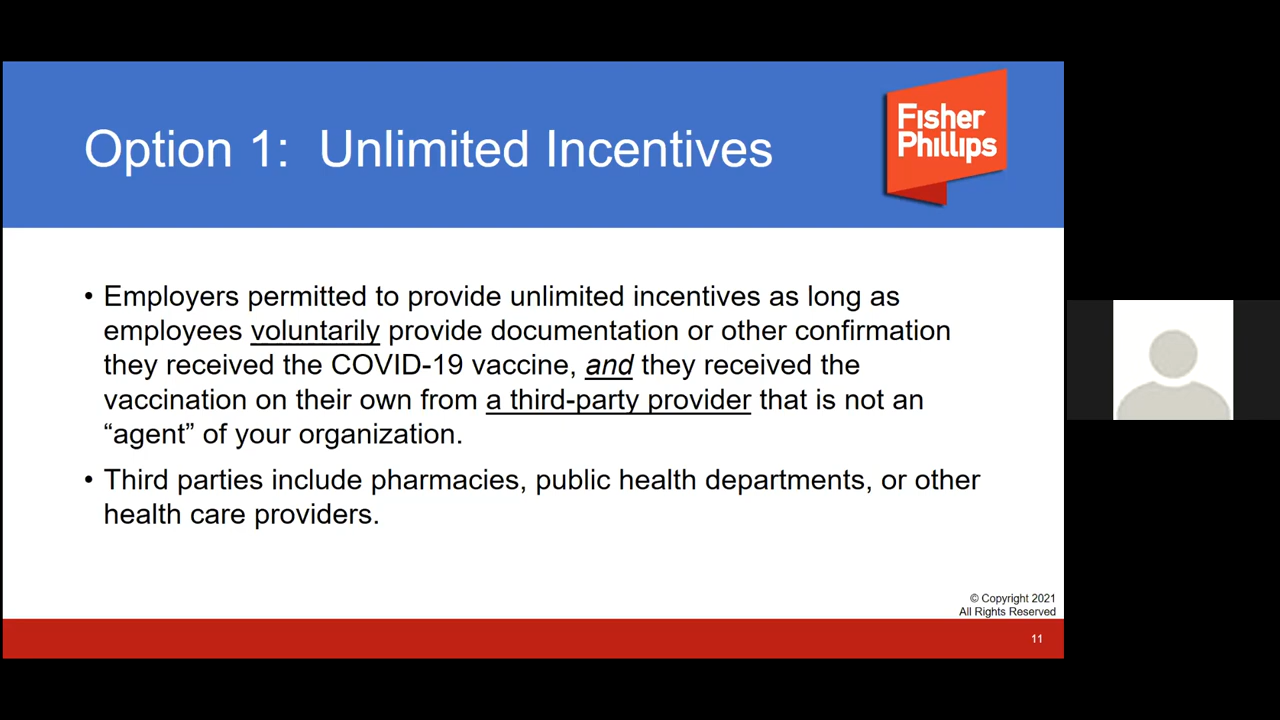 Option 1:  Unlimited Incentives
Fisher
Phillips
• Employers permitted to provide unlimited incentives as long as
employees voluntarily provide documentation or other confirmation
they received the COVID-19 vaccine, and they received the
vaccination on their own from a third-party provider that is not an
“agent” of your organization.
• Third parties include pharmacies, public health departments, or other
health care providers.
© Copyright 2021
All Rights Reserved
11